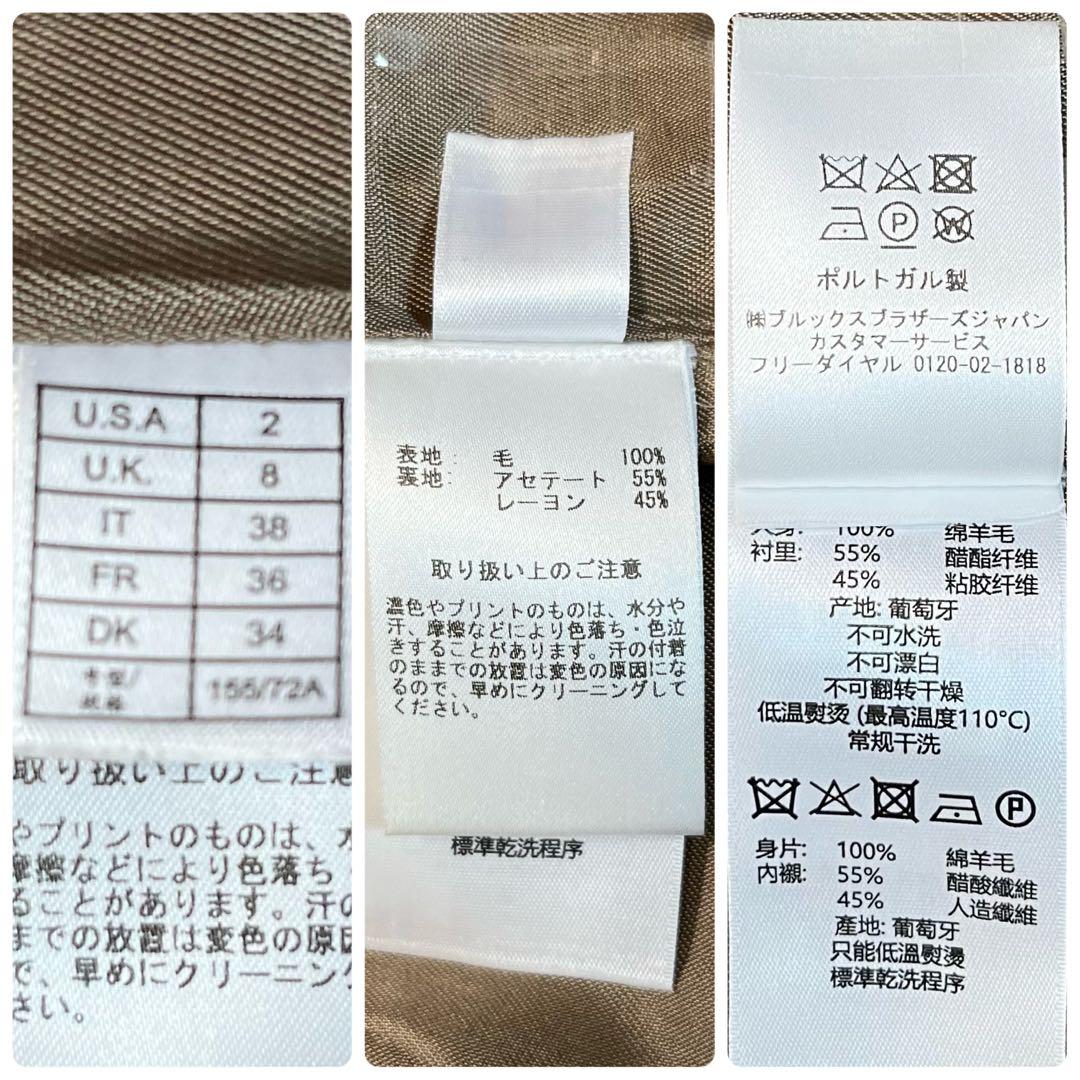 U.S.A 2
U.K. 8
IT 38
FR 36
DK 34
155/72A
取り扱い上のご注意
やプリントのものは、水
摩擦などにより色落ち・
ることがあります。汗の
までの放置は変色の原因
で、早めにクリーニング
さい。
表地: 毛 100%
裏地: アセテート 55%
レーヨン 45%
取り扱い上のご注意
濃色やプリントのものは、水分や
汗、摩擦などにより色落ち・色泣
きすることがあります。汗の付着
のままでの放置は変色の原因にな
るので、早めにクリーニングして
ください。
標準乾洗程序
P
W
ポルトガル製
㈱ブルックスブラザーズジャパン
カスタマーサービス
フリーダイヤル 0120-02-1818
100% 绵羊毛
衬里: 55% 醋酯纤维
45% 粘胶纤维
产地: 葡萄牙
不可水洗
不可漂白
不可翻转干燥
低温熨烫 (最高温度110°C)
常规干洗
P
身片: 100% 綿羊毛
內襯: 55% 醋酸纖維
45% 人造纖維
產地: 葡萄牙
只能低溫熨燙
標準乾洗程序